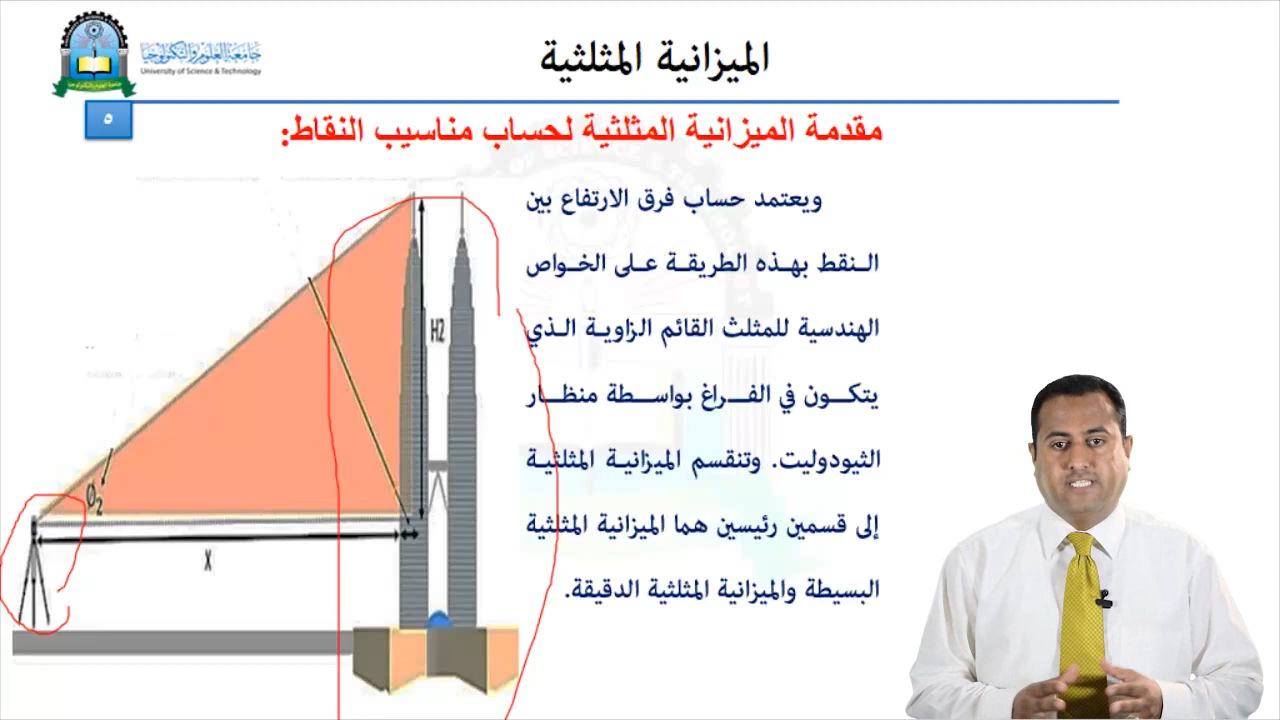 جامعة العلوم والتكنولوجيا
University of Science & Technology
الميزانية المثلثية
٥
مقدمة الميزانية المثلثية لحساب مناسيب النقاط:
ويعتمد حساب فرق الارتفاع بين
النقط بهذه الطريقة على الخواص
الهندسية للمثلث القائم الزاوية الذي
يتكون في الفراغ بواسطة منظار
الثيودوليت. وتنقسم الميزانية المثلثية
إلى قسمين رئيسين هما الميزانية المثلثية
البسيطة والميزانية المثلثية الدقيقة.
H2
Ø2
X